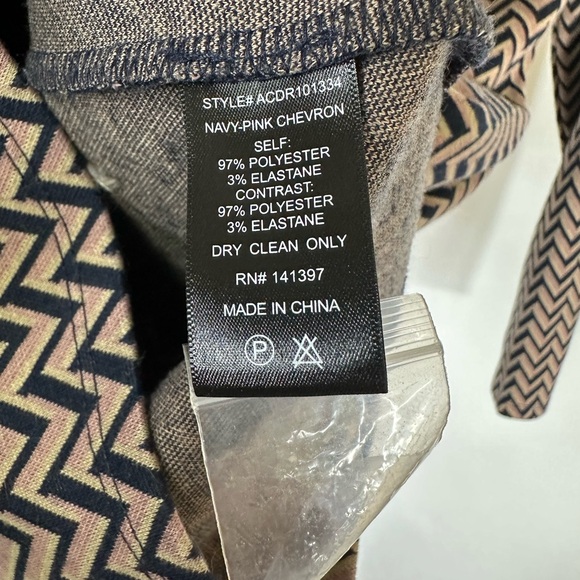 STYLE# ACDR101334
NAVY-PINK CHEVRON
SELF:
97% POLYESTER
3% ELASTANE
CONTRAST:
97% POLYESTER
3% ELASTANE
DRY CLEAN ONLY
RN# 141397
MADE IN CHINA
P